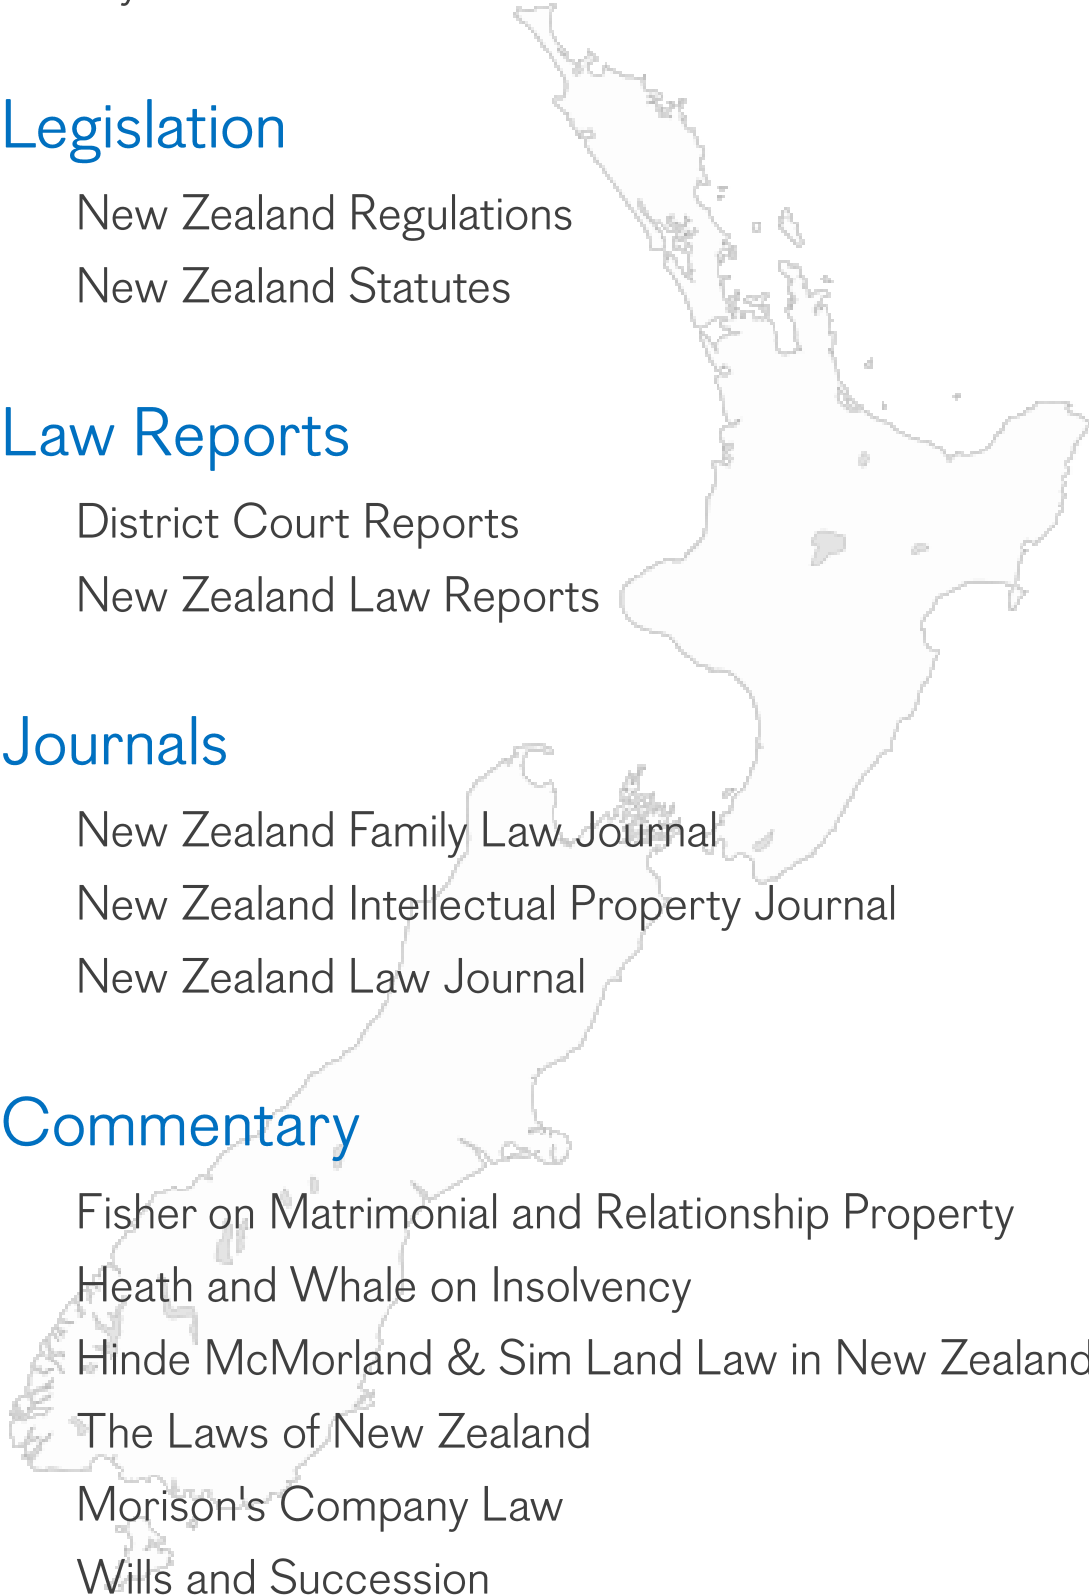 Legislation
New Zealand Regulations
New Zealand Statutes
Law Reports
District Court Reports
New Zealand Law Reports
Journals
New Zealand Family Law Journal
New Zealand Intellectual Property Journal
New Zealand Law Journal
Commentary
Fisher on Matrimonial and Relationship Property
Heath and Whale on Insolvency
Hinde McMorland & Sim Land Law in New Zealand
The Laws of New Zealand
Morison's Company Law
Wills and Succession